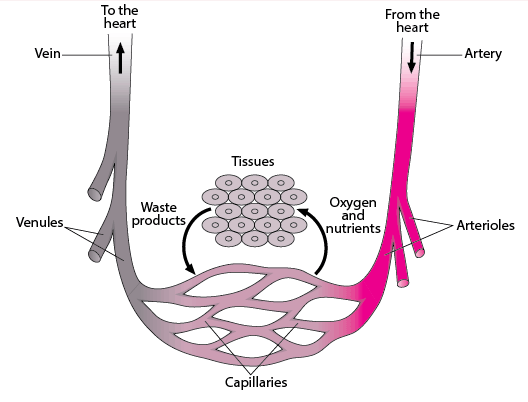 To the
heart
From the
heart
Vein
Artery
Tissues
Waste
products
Oxygen
and
nutrients
Venules
Arterioles
Capillaries